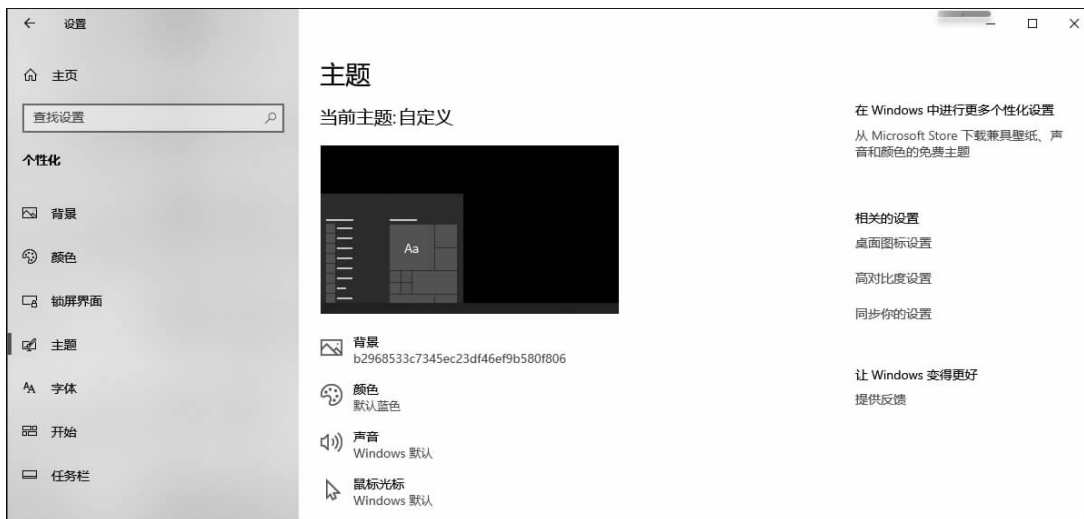 设置
主页
查找设置
个性化
背景
颜色
锁屏界面
主题
字体
开始
任务栏
主题
当前主题:自定义
Aa
背景
b2968533c7345ec23df46ef9b580f806
颜色
默认蓝色
声音
Windows 默认
鼠标光标
Windows 默认
在 Windows 中进行更多个性化设置
从 Microsoft Store 下载兼具壁纸、声
音和颜色的免费主题
相关的设置
桌面图标设置
高对比度设置
同步你的设置
让 Windows 变得更好
提供反馈